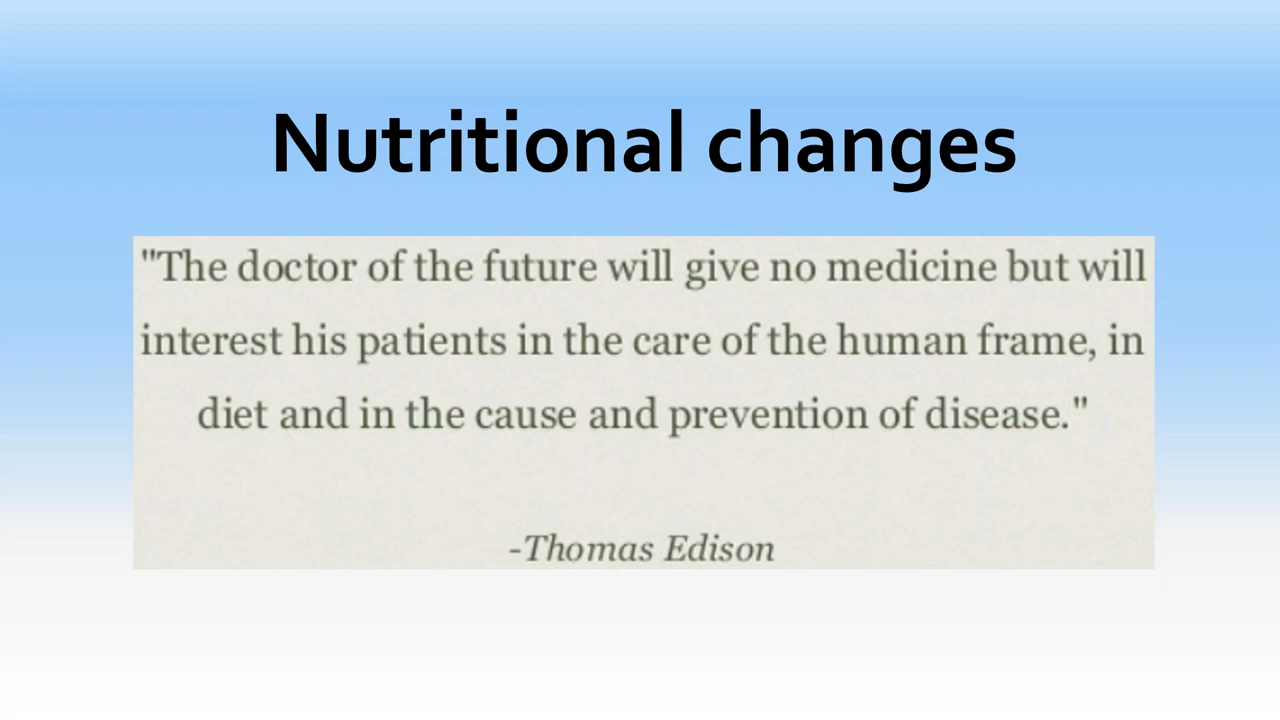 Nutritional changes
"The doctor of the future will give no medicine but will
interest his patients in the care of the human frame, in
diet and in the cause and prevention of disease."
-Thomas Edison